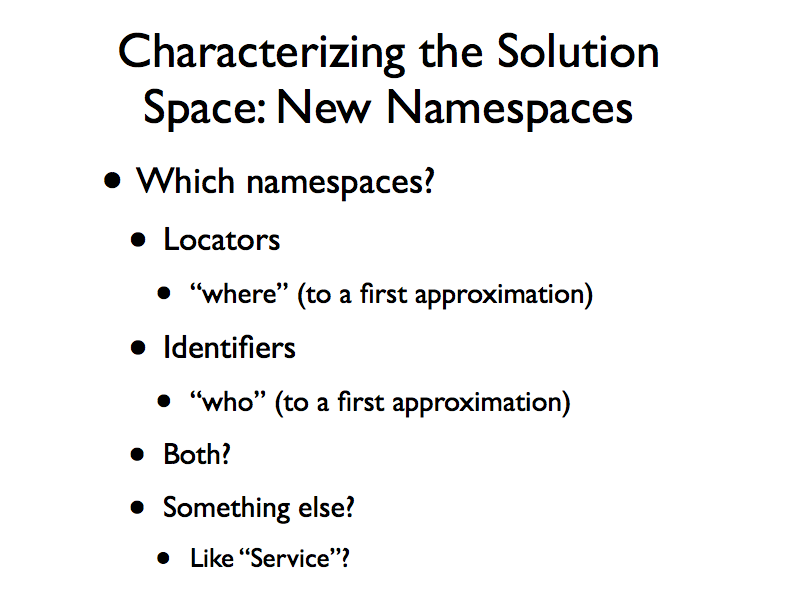 Characterizing the Solution
Space: New Namespaces
• Which namespaces?
• Locators
• “where” (to a first approximation)
• Identifiers
• “who” (to a first approximation)
• Both?
• Something else?
• Like “Service”?